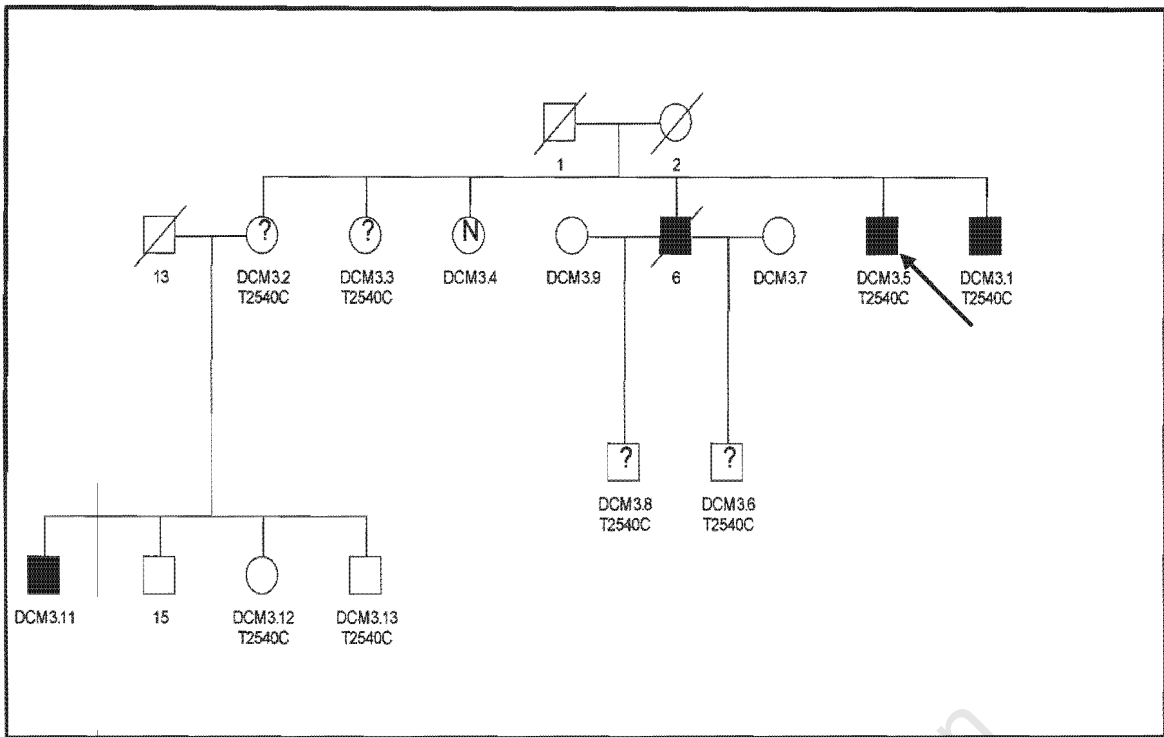 1 2
? ? N
13 DCM3.2 DCM3.3 DCM3.4 DCM3.9 6 DCM3.7 DCM3.5 DCM3.1
T2540C T2540C T2540C T2540C
? ?
DCM3.8 DCM3.6
T2540C T2540C
DCM3.11 15 DCM3.12 DCM3.13
T2540C T2540C